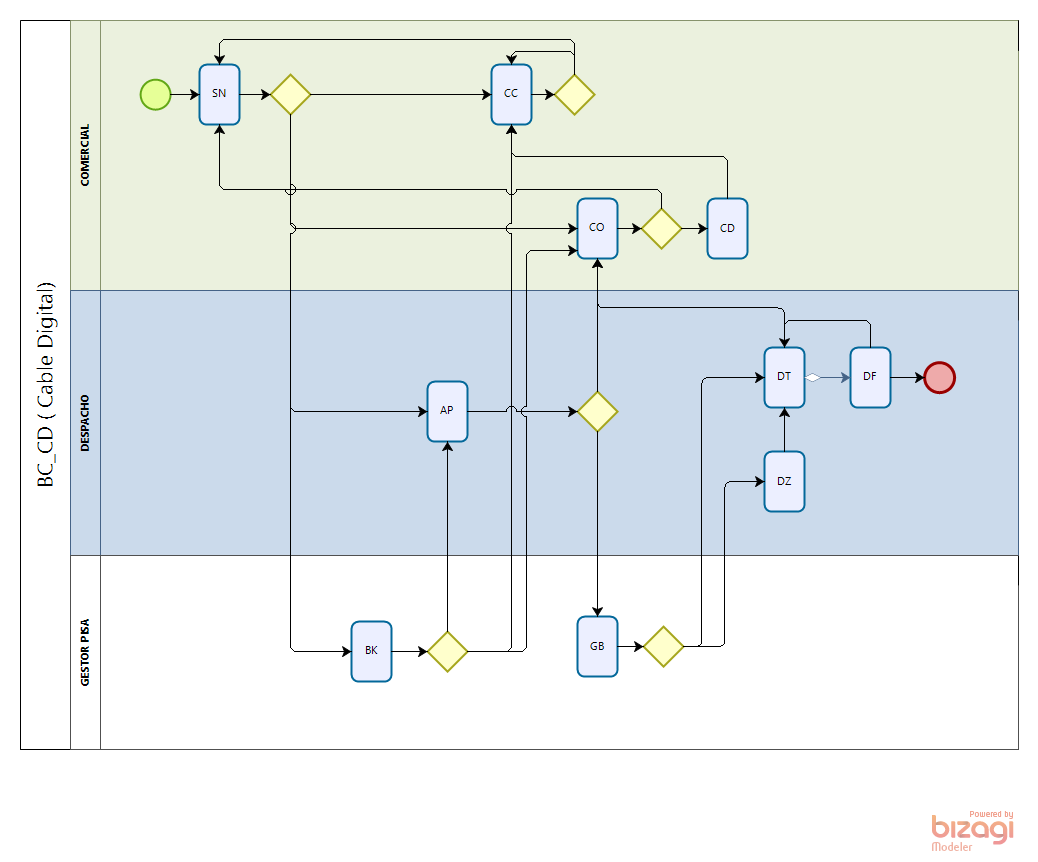 BC_CD ( Cable Digital)
COMERCIAL
SN
CC
CO
CD
DESPACHO
AP
DT
DF
DZ
GESTOR PISA
BK
GB
Powered by
bizagi
Modeler